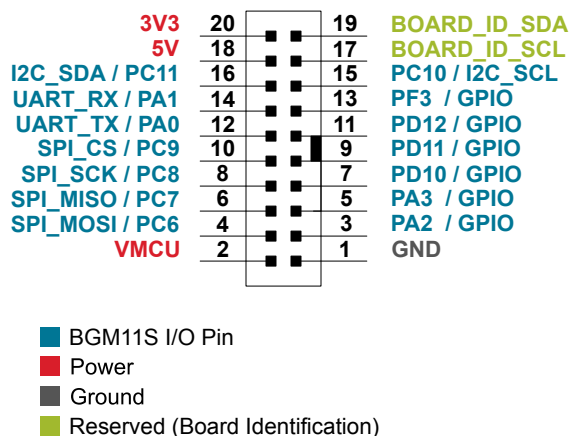 3V3 20 19 BOARD_ID_SDA
5V 18 17 BOARD_ID_SCL
I2C_SDA / PC11 16 15 PC10 / I2C_SCL
UART_RX / PA1 14 13 PF3 / GPIO
UART_TX / PA0 12 11 PD12 / GPIO
SPI_CS / PC9 10 9 PD11 / GPIO
SPI_SCK / PC8 8 7 PD10 / GPIO
SPI_MISO / PC7 6 5 PA3 / GPIO
SPI_MOSI / PC6 4 3 PA2 / GPIO
VMCU 2 1 GND
BGM11S I/O Pin
Power
Ground
Reserved (Board Identification)